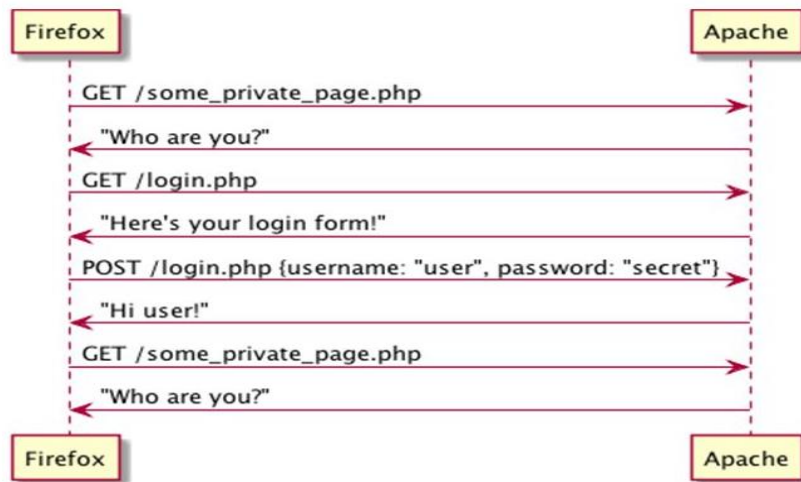 Firefox
Apache
GET /some_private_page.php
"Who are you?"
GET /login.php
"Here's your login form!"
POST /login.php {username: "user", password: "secret"}
"Hi user!"
GET /some_private_page.php
"Who are you?"
Firefox
Apache